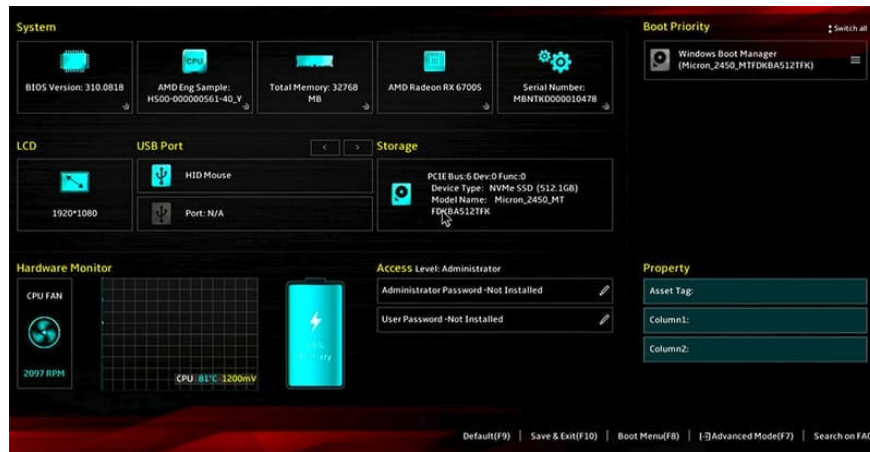 System
BIOS Version: 310.0818
CPU
AMD Eng Sample:
HS00-000000561-40_Y
Total Memory: 32768
MB
AMD Radeon RX 6700S
Serial Number:
MBNTKD000010478
Boot Priority
Switch all
Windows Boot Manager
(Micron_2450_MTFDKBA512TFK)
LCD
1920*1080
USB Port
< >
HID Mouse
Port: N/A
Storage
PCIE Bus:6 Dev:0 Func:0
Device Type: NVMe SSD (512.1GB)
Model Name: Micron_2450_MT
FDKBA512TFK
Hardware Monitor
CPU FAN
2097 RPM
CPU 81°C 1200mV
Access Level: Administrator
Administrator Password -Not Installed
User Password -Not Installed
Property
Asset Tag:
Column1:
Column2:
Default(F9) | Save & Exit(F10) | Boot Menu(F8) | [-]Advanced Mode(F7) | Search on FAQ